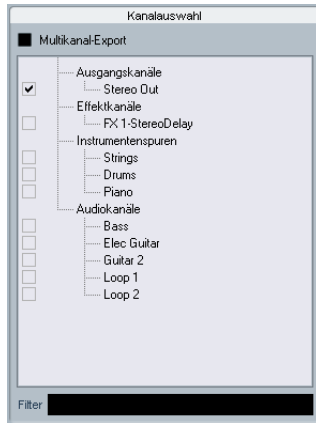 Kanalauswahl
Multikanal-Export
Ausgangskanäle
Stereo Out
Effektkanäle
FX 1-StereoDelay
Instrumentenspuren
Strings
Drums
Piano
Audiokanäle
Bass
Elec Guitar
Guitar 2
Loop 1
Loop 2
Filter